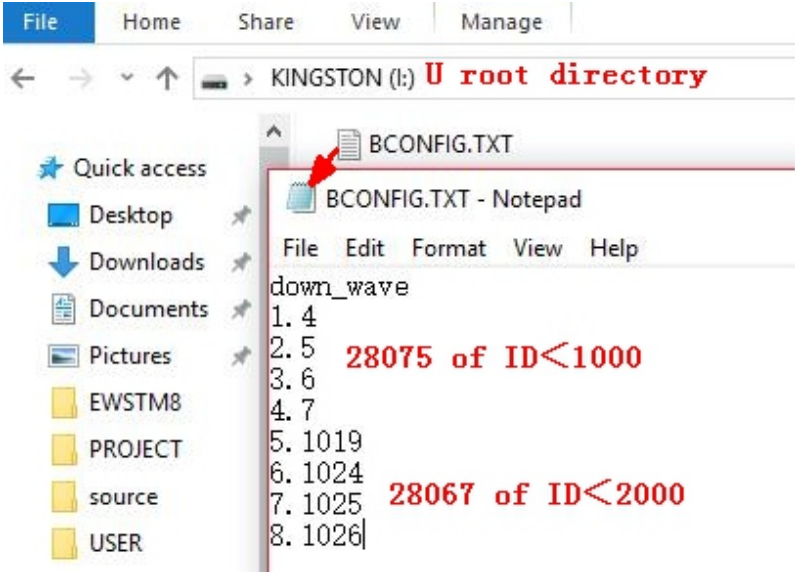 File Home Share View Manage
KINGSTON (I:) U root directory
BCONFIG.TXT
Quick access
Desktop
Downloads
Documents
Pictures
EWSTM8
PROJECT
source
USER
BCONFIG.TXT - Notepad
File Edit Format View Help
down_wave
1.4
2.5
3.6
4.7
28075 of ID<1000
5.1019
6.1024
7.1025
8.1026
28067 of ID<2000